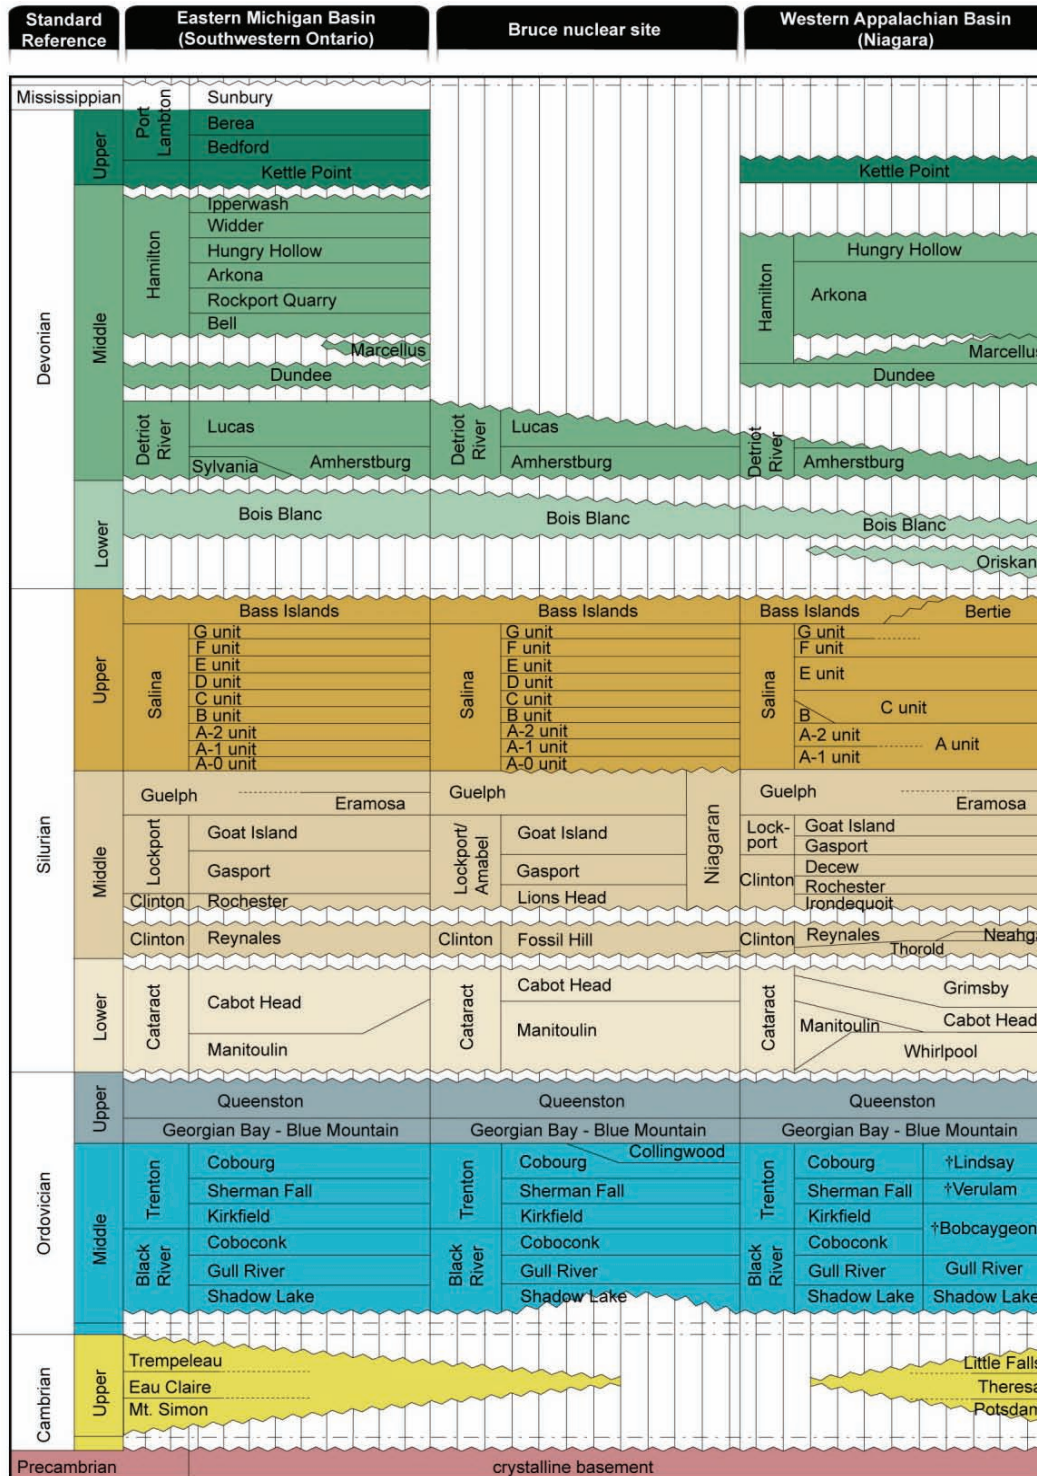 Standard
Reference
Eastern Michigan Basin
(Southwestern Ontario)
Bruce nuclear site
Western Appalachian Basin
(Niagara)
Mississippian
Devonian
Silurian
Ordovician
Cambrian
Precambrian
Upper
Middle
Lower
Upper
Middle
Lower
Upper
Middle
Upper
Port
Lambton
Sunbury
Berea
Bedford
Kettle Point
Hamilton
Ipperwash
Widder
Hungry Hollow
Arkona
Rockport Quarry
Bell
Marcellus
Dundee
Detriot
River
Lucas
Sylvania
Amherstburg
Bois Blanc
Bass Islands
Salina
G unit
F unit
E unit
D unit
C unit
B unit
A-2 unit
A-1 unit
A-0 unit
Guelph
Eramosa
Lockport
Goat Island
Gasport
Clinton
Rochester
Clinton
Reynales
Cataract
Cabot Head
Manitoulin
Queenston
Georgian Bay - Blue Mountain
Trenton
Cobourg
Sherman Fall
Kirkfield
Black
River
Coboconk
Gull River
Shadow Lake
Trempeleau
Eau Claire
Mt. Simon
Detriot
River
Lucas
Amherstburg
Bois Blanc
Bass Islands
Salina
G unit
F unit
E unit
D unit
C unit
B unit
A-2 unit
A-1 unit
A-0 unit
Guelph
Niagaran
Lockport/
Amabel
Goat Island
Gasport
Lions Head
Clinton
Fossil Hill
Cataract
Cabot Head
Manitoulin
Queenston
Georgian Bay - Blue Mountain
Collingwood
Trenton
Cobourg
Sherman Fall
Kirkfield
Black
River
Coboconk
Gull River
Shadow Lake
Kettle Point
Hamilton
Hungry Hollow
Arkona
Marcellus
Dundee
Detriot
River
Amherstburg
Bois Blanc
Oriskan
Bass Islands
Bertie
Salina
G unit
F unit
E unit
C unit
B
A-2 unit
A unit
A-1 unit
Guelph
Eramosa
Lock-
port
Goat Island
Gasport
Clinton
Decew
Rochester
Irondequoit
Clinton
Reynales
Neahga
Thorold
Cataract
Grimsby
Cabot Head
Manitoulin
Whirlpool
Queenston
Georgian Bay - Blue Mountain
Trenton
Cobourg
†Lindsay
Sherman Fall
†Verulam
Kirkfield
†Bobcaygeon
Black
River
Coboconk
Gull River
Gull River
Shadow Lake
Shadow Lake
Little Falls
Theresa
Potsdam
crystalline basement